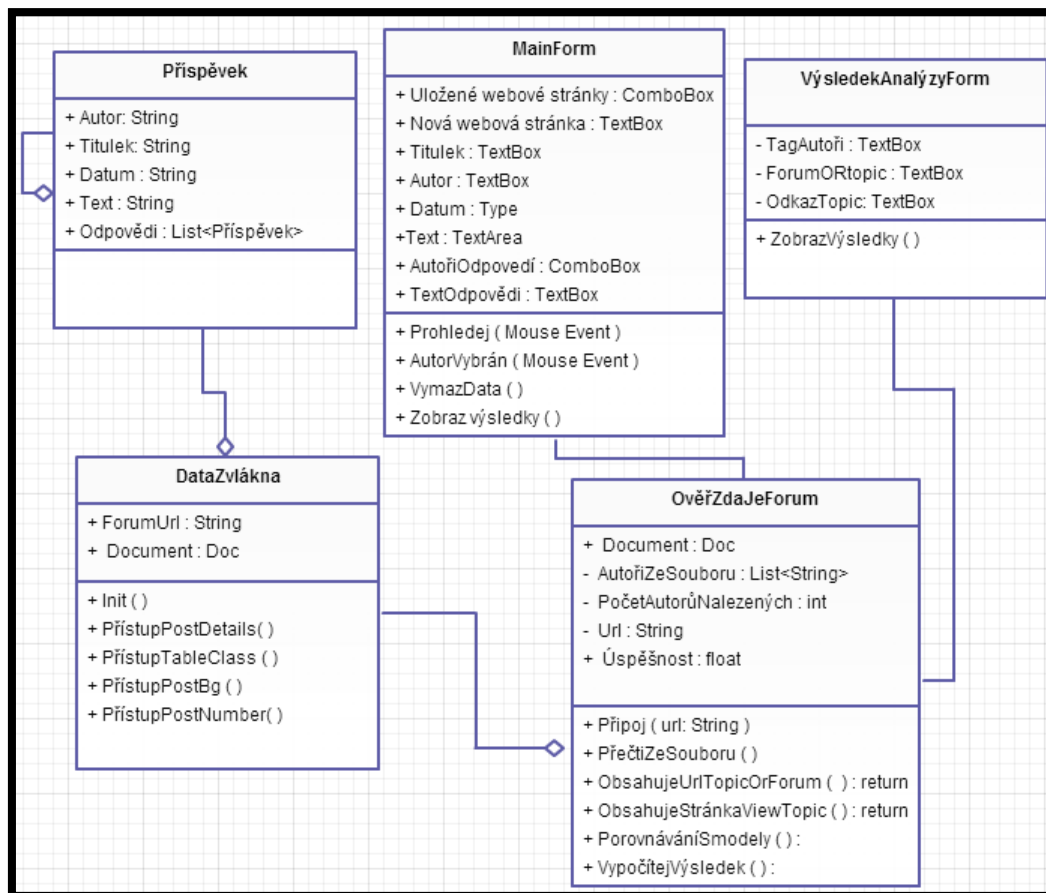 Příspěvek
+ Autor: String
+ Titulek: String
+ Datum : String
+ Text : String
+ Odpovědi : List<Příspěvek>
MainForm
+ Uložené webové stránky : ComboBox
+ Nová webová stránka : TextBox
+ Titulek : TextBox
+ Autor : TextBox
+ Datum : Type
+Text : TextArea
+ AutořiOdpovedí : ComboBox
+ TextOdpovědi : TextBox
+ Prohledej ( Mouse Event )
+ AutorVybrán ( Mouse Event )
+ VymazData ( )
+ Zobraz výsledky ( )
VýsledekAnalýzyForm
- TagAutoři : TextBox
- ForumORtopic : TextBox
- OdkazTopic: TextBox
+ ZobrazVýsledky ( )
DataZvlákna
+ ForumUrl : String
+ Document : Doc
+ Init ( )
+ PřístupPostDetails( )
+ PřístupTableClass ( )
+ PřístupPostBg ( )
+ PřístupPostNumber( )
OvěřZdaJeForum
+ Document : Doc
- AutořiZeSouboru : List<String>
- PočetAutorůNalezených : int
- Url : String
+ Úspěšnost : float
+ Připoj ( url: String )
+ PřečtiZeSouboru ( )
+ ObsahujeUrlTopicOrForum ( ) : return
+ ObsahujeStránkaViewTopic ( ) : return
+ PorovnáváníSmodely ( ) :
+ VypočítejVýsledek ( ) :